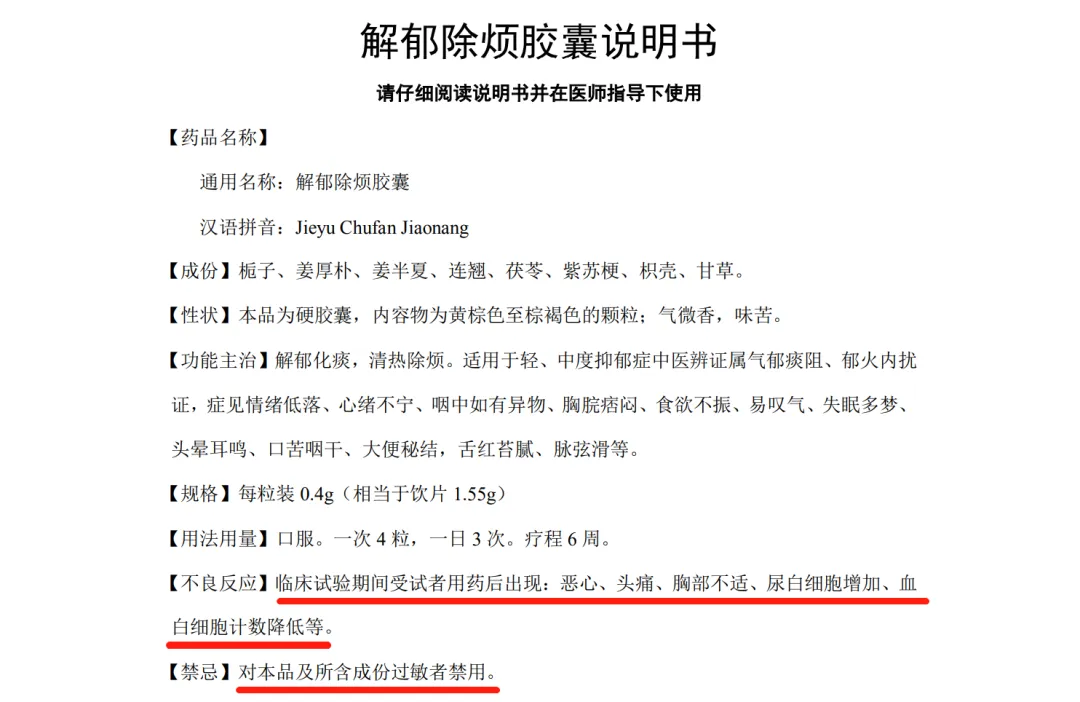 解郁除烦胶囊说明书
请仔细阅读说明书并在医师指导下使用
【药品名称】
通用名称：解郁除烦胶囊
汉语拼音：Jieyu Chufan Jiaonang
【成份】栀子、姜厚朴、姜半夏、连翘、茯苓、紫苏梗、枳壳、甘草。
【性状】本品为硬胶囊，内容物为黄棕色至棕褐色的颗粒；气微香，味苦。
【功能主治】解郁化痰，清热除烦。适用于轻、中度抑郁症中医辨证属气郁痰阻、郁火内扰
证，症见情绪低落、心绪不宁、咽中如有异物、胸脘痞闷、食欲不振、易叹气、失眠多梦、
头晕耳鸣、口苦咽干、大便秘结，舌红苔腻、脉弦滑等。
【规格】每粒装 0.4g（相当于饮片 1.55g）
【用法用量】口服。一次 4 粒，一日 3 次。疗程 6 周。
【不良反应】临床试验期间受试者用药后出现：恶心、头痛、胸部不适、尿白细胞增加、血
白细胞计数降低等。
【禁忌】对本品及所含成份过敏者禁用。